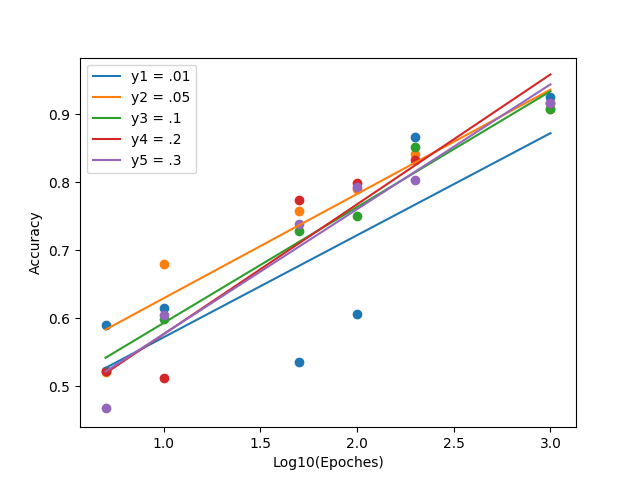 y1 = .01
y2 = .05
y3 = .1
y4 = .2
y5 = .3
0.9
0.8
0.7
0.6
0.5
Accuracy
1.0 1.5 2.0 2.5 3.0
Log10(Epoches)